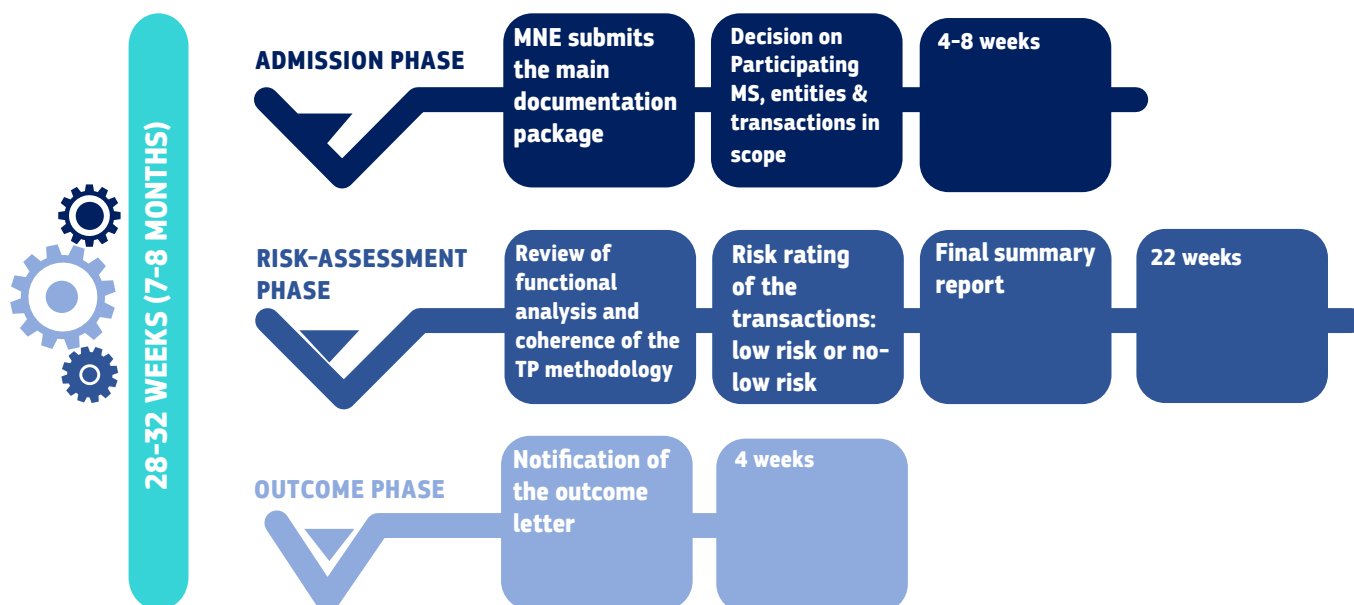 28-32 WEEKS (7-8 MONTHS)
ADMISSION PHASE
MNE submits
the main
documentation
package
Decision on
Participating
MS, entities &
transactions in
scope
4-8 weeks
RISK-ASSESSMENT
PHASE
Review of
functional
analysis and
coherence of the
TP methodology
Risk rating
of the
transactions:
low risk or no-
low risk
Final summary
report
22 weeks
OUTCOME PHASE
Notification of
the outcome
letter
4 weeks